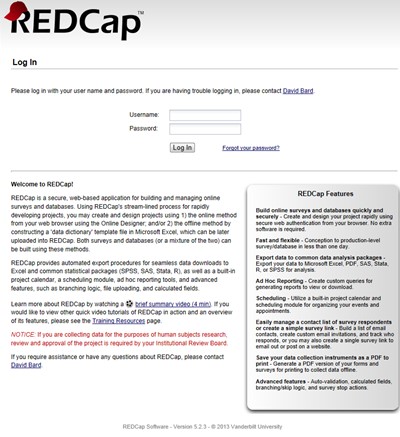 REDCap™
Log In
Please log in with your user name and password. If you are having trouble logging in, please contact David Bard.
Username:
Password:
Log In
Forgot your password?
Welcome to REDCap!
REDCap is a secure, web-based application for building and managing online
surveys and databases. Using REDCap's stream-lined process for rapidly
developing projects, you may create and design projects using 1) the online method
from your web browser using the Online Designer; and/or 2) the offline method by
constructing a 'data dictionary' template file in Microsoft Excel, which can be later
uploaded into REDCap. Both surveys and databases (or a mixture of the two) can
be built using these methods.
REDCap provides automated export procedures for seamless data downloads to
Excel and common statistical packages (SPSS, SAS, Stata, R), as well as a built-in
project calendar, a scheduling module, ad hoc reporting tools, and advanced
features, such as branching logic, file uploading, and calculated fields.
Learn more about REDCap by watching a brief summary video (4 min). If you
would like to view other quick video tutorials of REDCap in action and an overview
of its features, please see the Training Resources page.
NOTICE: If you are collecting data for the purposes of human subjects research,
review and approval of the project is required by your Institutional Review Board.
If you require assistance or have any questions about REDCap, please contact
David Bard.
REDCap Features
Build online surveys and databases quickly and
securely - Create and design your project rapidly using
secure web authentication from your browser. No extra
software is required.
Fast and flexible - Conception to production-level
survey/database in less than one day.
Export data to common data analysis packages -
Export your data to Microsoft Excel, PDF, SAS, Stata,
R, or SPSS for analysis.
Ad Hoc Reporting - Create custom queries for
generating reports to view or download.
Scheduling - Utilize a built-in project calendar and
scheduling module for organizing your events and
appointments.
Easily manage a contact list of survey respondents
or create a simple survey link - Build a list of email
contacts, create custom email invitations, and track who
responds, or you may also create a single survey link to
email out or post on a website.
Save your data collection instruments as a PDF to
print - Generate a PDF version of your forms and
surveys for printing to collect data offline.
Advanced features - Auto-validation, calculated fields,
branching/skip logic, and survey stop actions.
REDCap Software - Version 5.2.3 - © 2013 Vanderbilt University